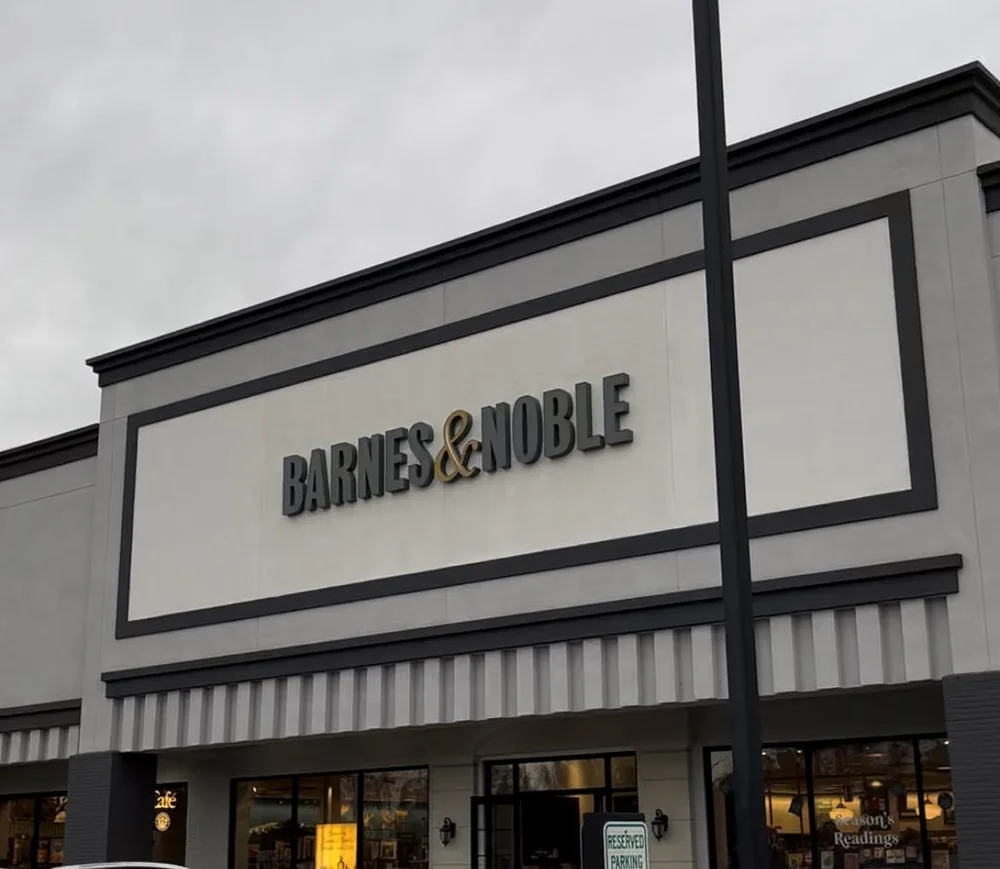 BARNES & NOBLE
Café
Season's
Readings
RESERVED
PARKING